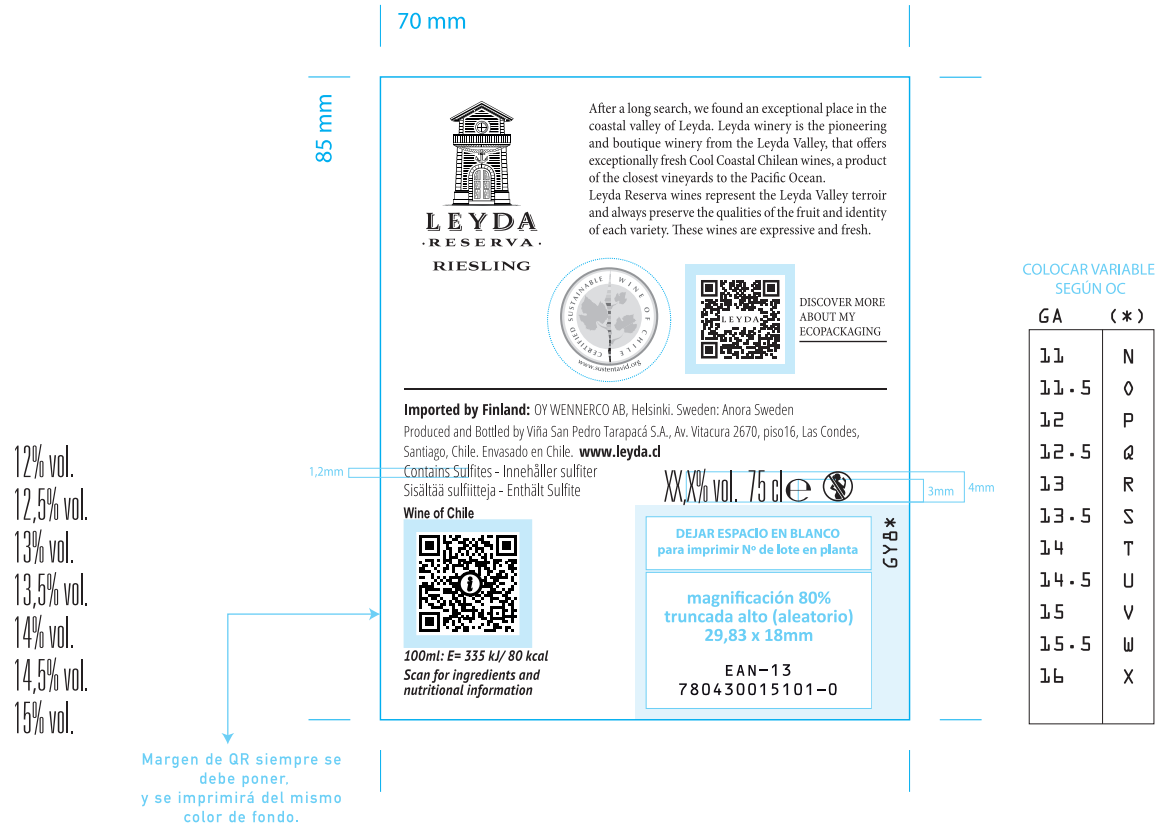 70 mm
85 mm
LEYDA
·RESERVA·
RIESLING
After a long search, we found an exceptional place in the
coastal valley of Leyda. Leyda winery is the pioneering
and boutique winery from the Leyda Valley, that offers
exceptionally fresh Cool Coastal Chilean wines, a product
of the closest vineyards to the Pacific Ocean.
Leyda Reserva wines represent the Leyda Valley terroir
and always preserve the qualities of the fruit and identity
of each variety. These wines are expressive and fresh.
CERTIFIED SUSTAINABLE WINE OF CHILE
www.sustentavid.org
LEYDA
DISCOVER MORE
ABOUT MY
ECOPACKAGING
Imported by Finland: OY WENNERCO AB, Helsinki. Sweden: Anora Sweden
Produced and Bottled by Viña San Pedro Tarapacá S.A., Av. Vitacura 2670, piso16, Las Condes,
Santiago, Chile. Envasado en Chile. www.leyda.cl
1,2mm
Contains Sulfites - Innehåller sulfiter
Sisältää sulfiitteja - Enthält Sulfite
XX,X% vol. 75 cl e
3mm
4mm
Wine of Chile
i
100ml: E= 335 kJ/ 80 kcal
Scan for ingredients and
nutritional information
DEJAR ESPACIO EN BLANCO
para imprimir Nº de lote en planta
GY8*
magnificación 80%
truncada alto (aleatorio)
29,83 x 18mm
EAN-13
780430015101-0
12% vol.
12,5% vol.
13% vol.
13,5% vol.
14% vol.
14,5% vol.
15% vol.
Margen de QR siempre se
debe poner.
y se imprimirá del mismo
color de fondo.
COLOCAR VARIABLE
SEGÚN OC
GA (*)
11 N
11.5 O
12 P
12.5 Q
13 R
13.5 S
14 T
14.5 U
15 V
15.5 W
16 X